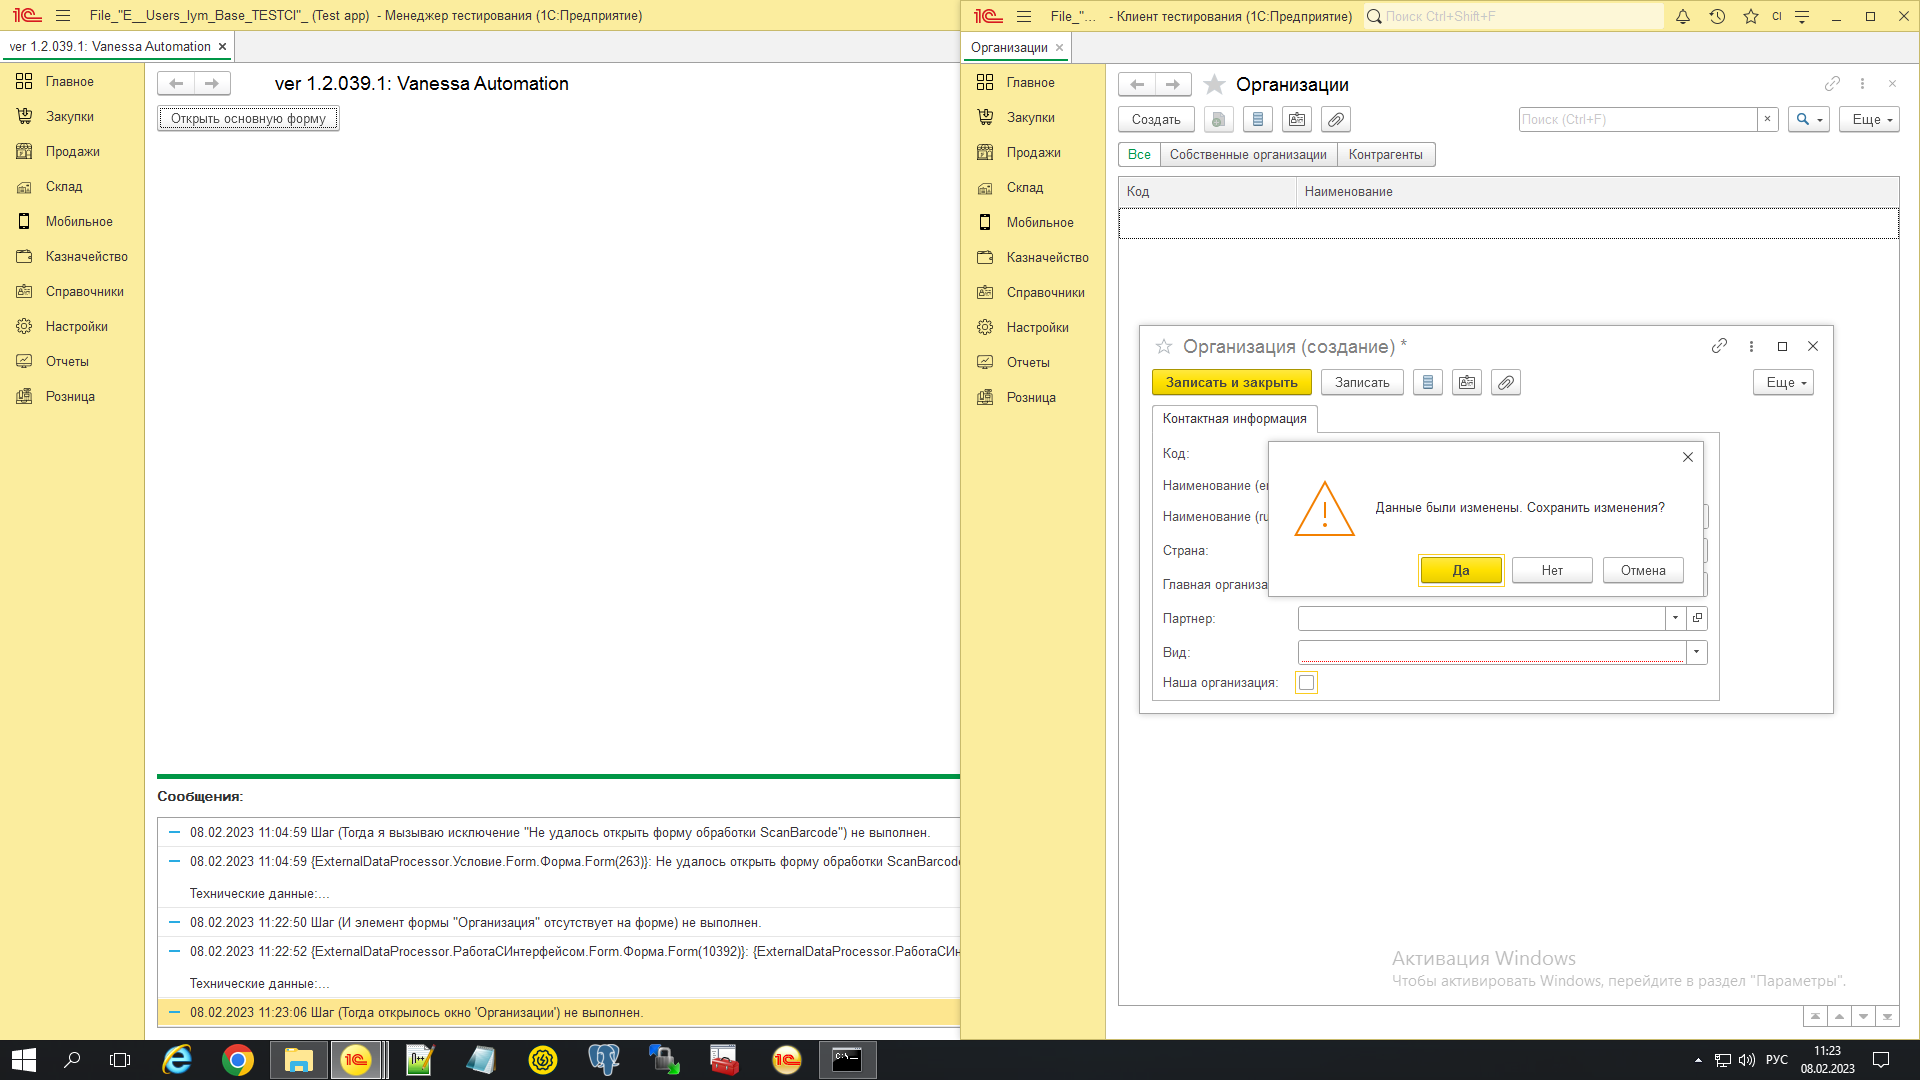 File_"E__Users_lym_Base_TESTCI"_ (Test app) - Менеджер тестирования (1С:Предприятие)
ver 1.2.039.1: Vanessa Automation
Главное
Закупки
Продажи
Склад
Мобильное
Казначейство
Справочники
Настройки
Отчеты
Розница
ver 1.2.039.1: Vanessa Automation
Открыть основную форму
Сообщения:
08.02.2023 11:04:59 Шаг (Тогда я вызываю исключение "Не удалось открыть форму обработки ScanBarcode") не выполнен.
08.02.2023 11:04:59 {ExternalDataProcessor.Условие.Form.Форма.Form(263)}: Не удалось открыть форму обработки ScanBarcode
Технические данные:...
08.02.2023 11:22:50 Шаг (И элемент формы "Организация" отсутствует на форме) не выполнен.
08.02.2023 11:22:52 {ExternalDataProcessor.РаботаСИнтерфейсом.Form.Форма.Form(10392)}: {ExternalDataProcessor.РаботаСИн
Технические данные:...
08.02.2023 11:23:06 Шаг (Тогда открылось окно 'Организации') не выполнен.
File_"... - Клиент тестирования (1С:Предприятие)
Поиск Ctrl+Shift+F
CI
Организации
Главное
Закупки
Продажи
Склад
Мобильное
Казначейство
Справочники
Настройки
Отчеты
Розница
Организации
Создать
Поиск (Ctrl+F)
Еще
Все
Собственные организации
Контрагенты
Код
Наименование
Организация (создание) *
Записать и закрыть
Записать
Еще
Контактная информация
Код:
Наименование (en
Наименование (ru
Страна:
Главная организа
Партнер:
Вид:
Наша организация:
Данные были изменены. Сохранить изменения?
Да
Нет
Отмена
Активация Windows
Чтобы активировать Windows, перейдите в раздел "Параметры".
РУС
11:23
08.02.2023